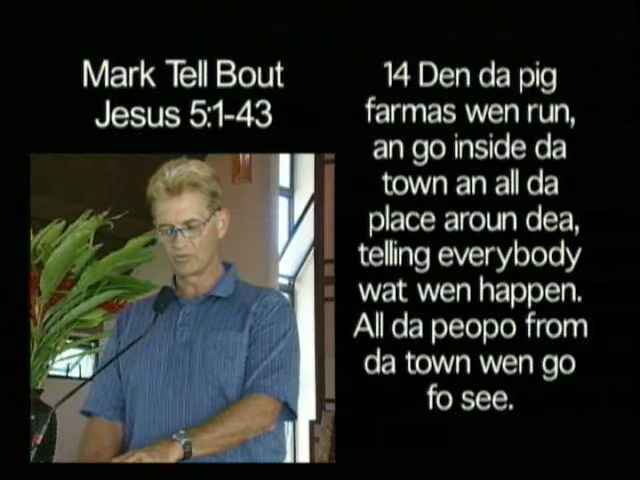 Mark Tell Bout
Jesus 5:1-43
14 Den da pig
farmas wen run,
an go inside da
town an all da
place aroun dea,
telling everybody
wat wen happen.
All da peopo from
da town wen go
fo see.